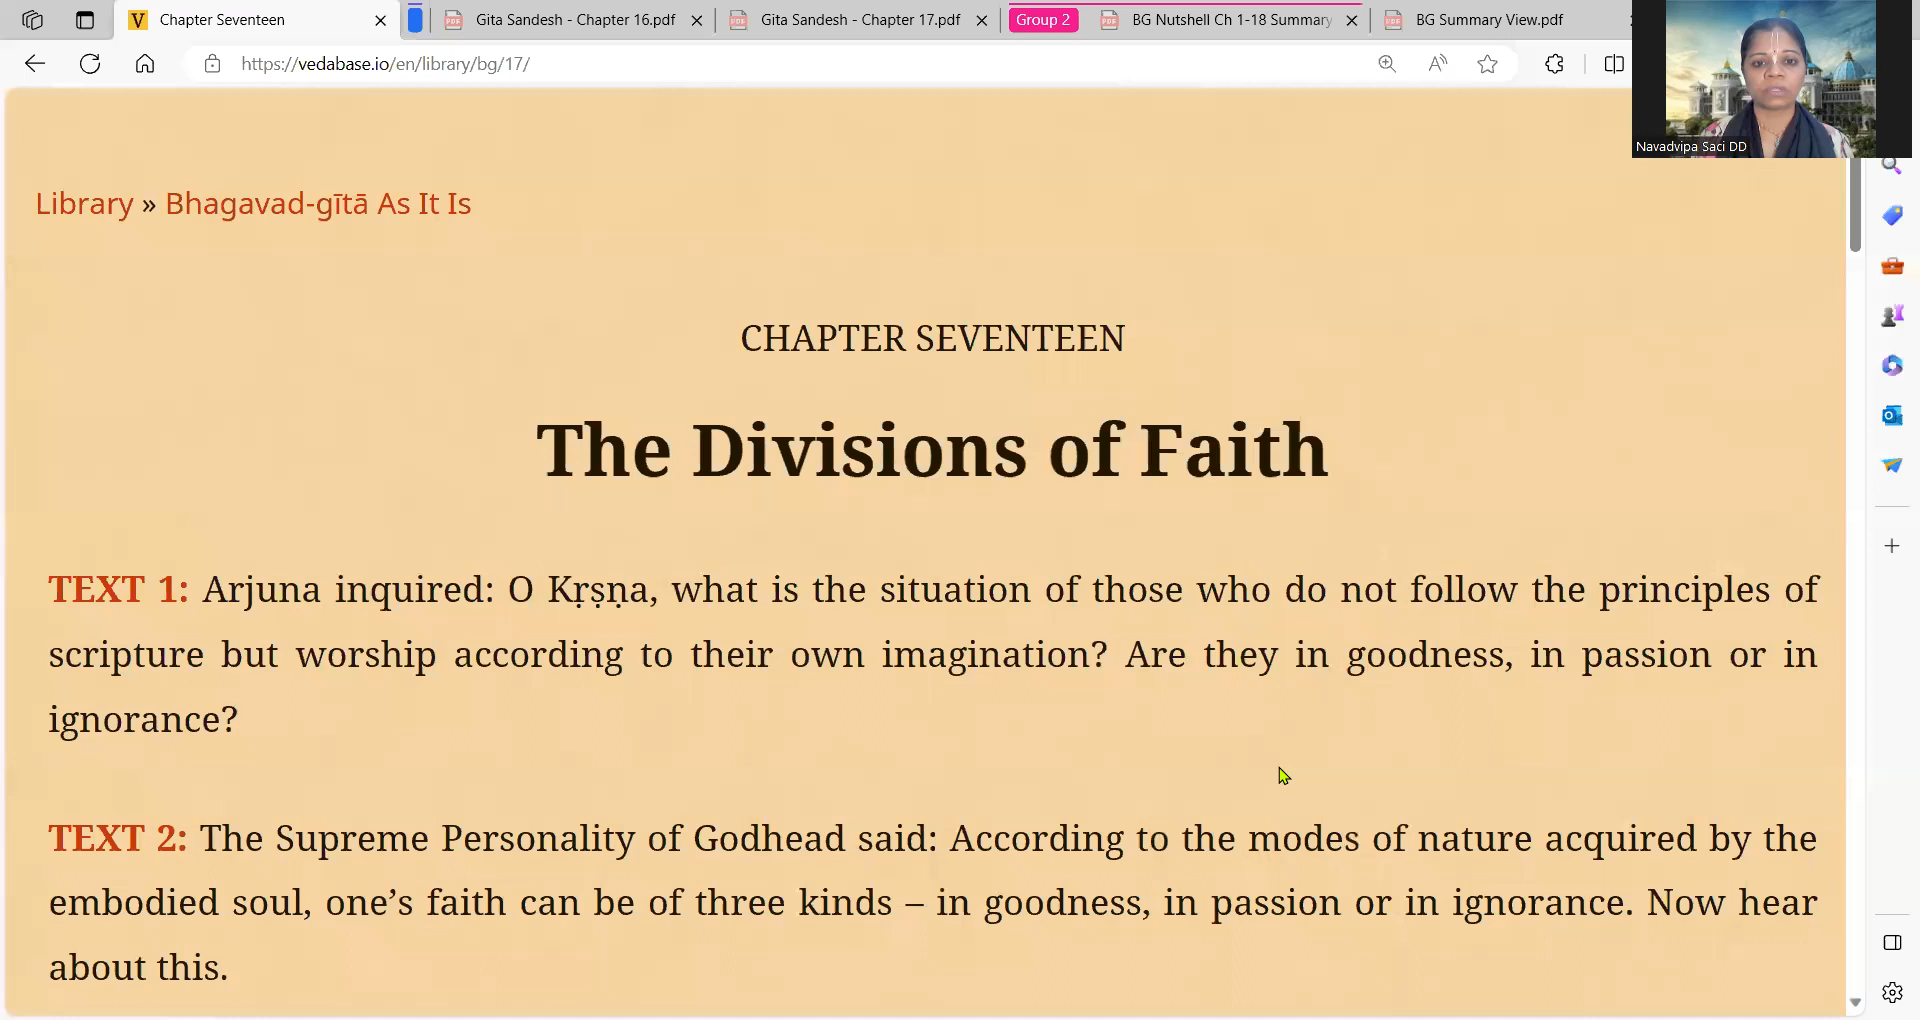 Chapter Seventeen
Gita Sandesh - Chapter 16.pdf
Gita Sandesh - Chapter 17.pdf
Group 2
BG Nutshell Ch 1-18 Summary
BG Summary View.pdf
https://vedabase.io/en/library/bg/17/
Navadvipa Saci DD
Library » Bhagavad-gītā As It Is
CHAPTER SEVENTEEN
The Divisions of Faith
TEXT 1: Arjuna inquired: O Kṛṣṇa, what is the situation of those who do not follow the principles of
scripture but worship according to their own imagination? Are they in goodness, in passion or in
ignorance?
TEXT 2: The Supreme Personality of Godhead said: According to the modes of nature acquired by the
embodied soul, one’s faith can be of three kinds – in goodness, in passion or in ignorance. Now hear
about this.